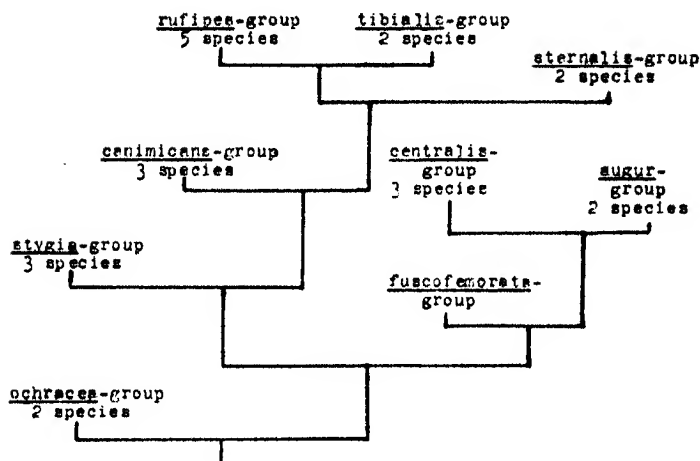 rufipes-group
5 species
tibialis-group
2 species
sternalis-group
2 species
canimicans-group
3 species
centralis-
group
3 species
augur-
group
2 species
stygia-group
3 species
fuscofemorata-
group
ochracea-group
2 species